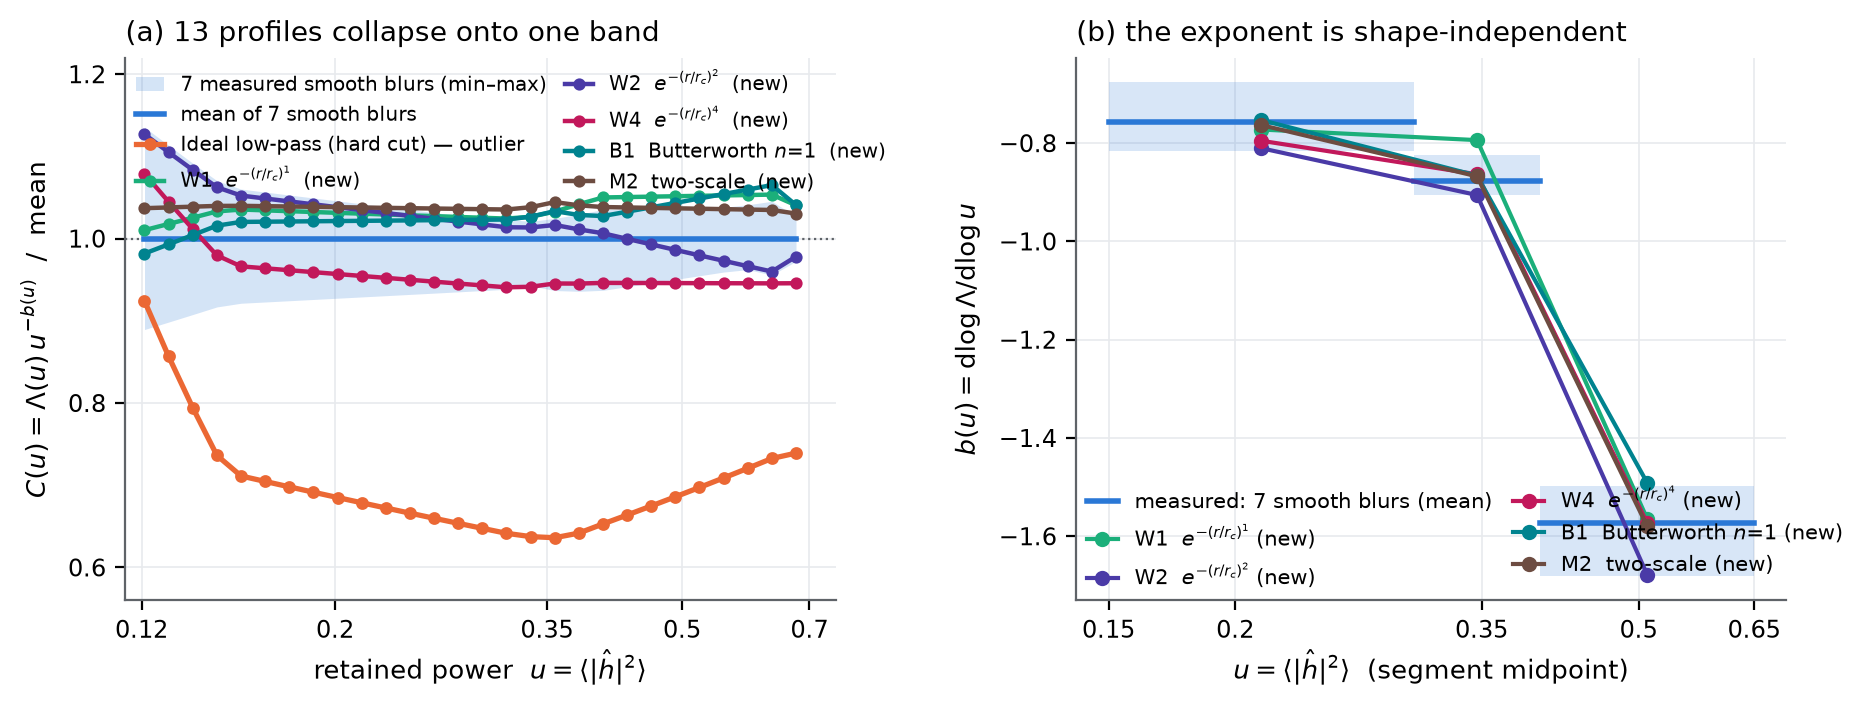 (a) 13 profiles collapse onto one band
7 measured smooth blurs (min–max)
mean of 7 smooth blurs
Ideal low-pass (hard cut) — outlier
W1 e^{-(r/r_c)^1} (new)
W2 e^{-(r/r_c)^2} (new)
W4 e^{-(r/r_c)^4} (new)
B1 Butterworth n=1 (new)
M2 two-scale (new)
C(u) = Λ(u) u^{-b(u)} / mean
1.2
1.0
0.8
0.6
0.12 0.2 0.35 0.5 0.7
retained power u = ⟨|ĥ|²⟩
(b) the exponent is shape-independent
b(u) = dlog Λ/dlog u
−0.8
−1.0
−1.2
−1.4
−1.6
measured: 7 smooth blurs (mean)
W1 e^{-(r/r_c)^1} (new)
W2 e^{-(r/r_c)^2} (new)
W4 e^{-(r/r_c)^4} (new)
B1 Butterworth n=1 (new)
M2 two-scale (new)
0.15 0.2 0.35 0.5 0.65
u = ⟨|ĥ|²⟩ (segment midpoint)